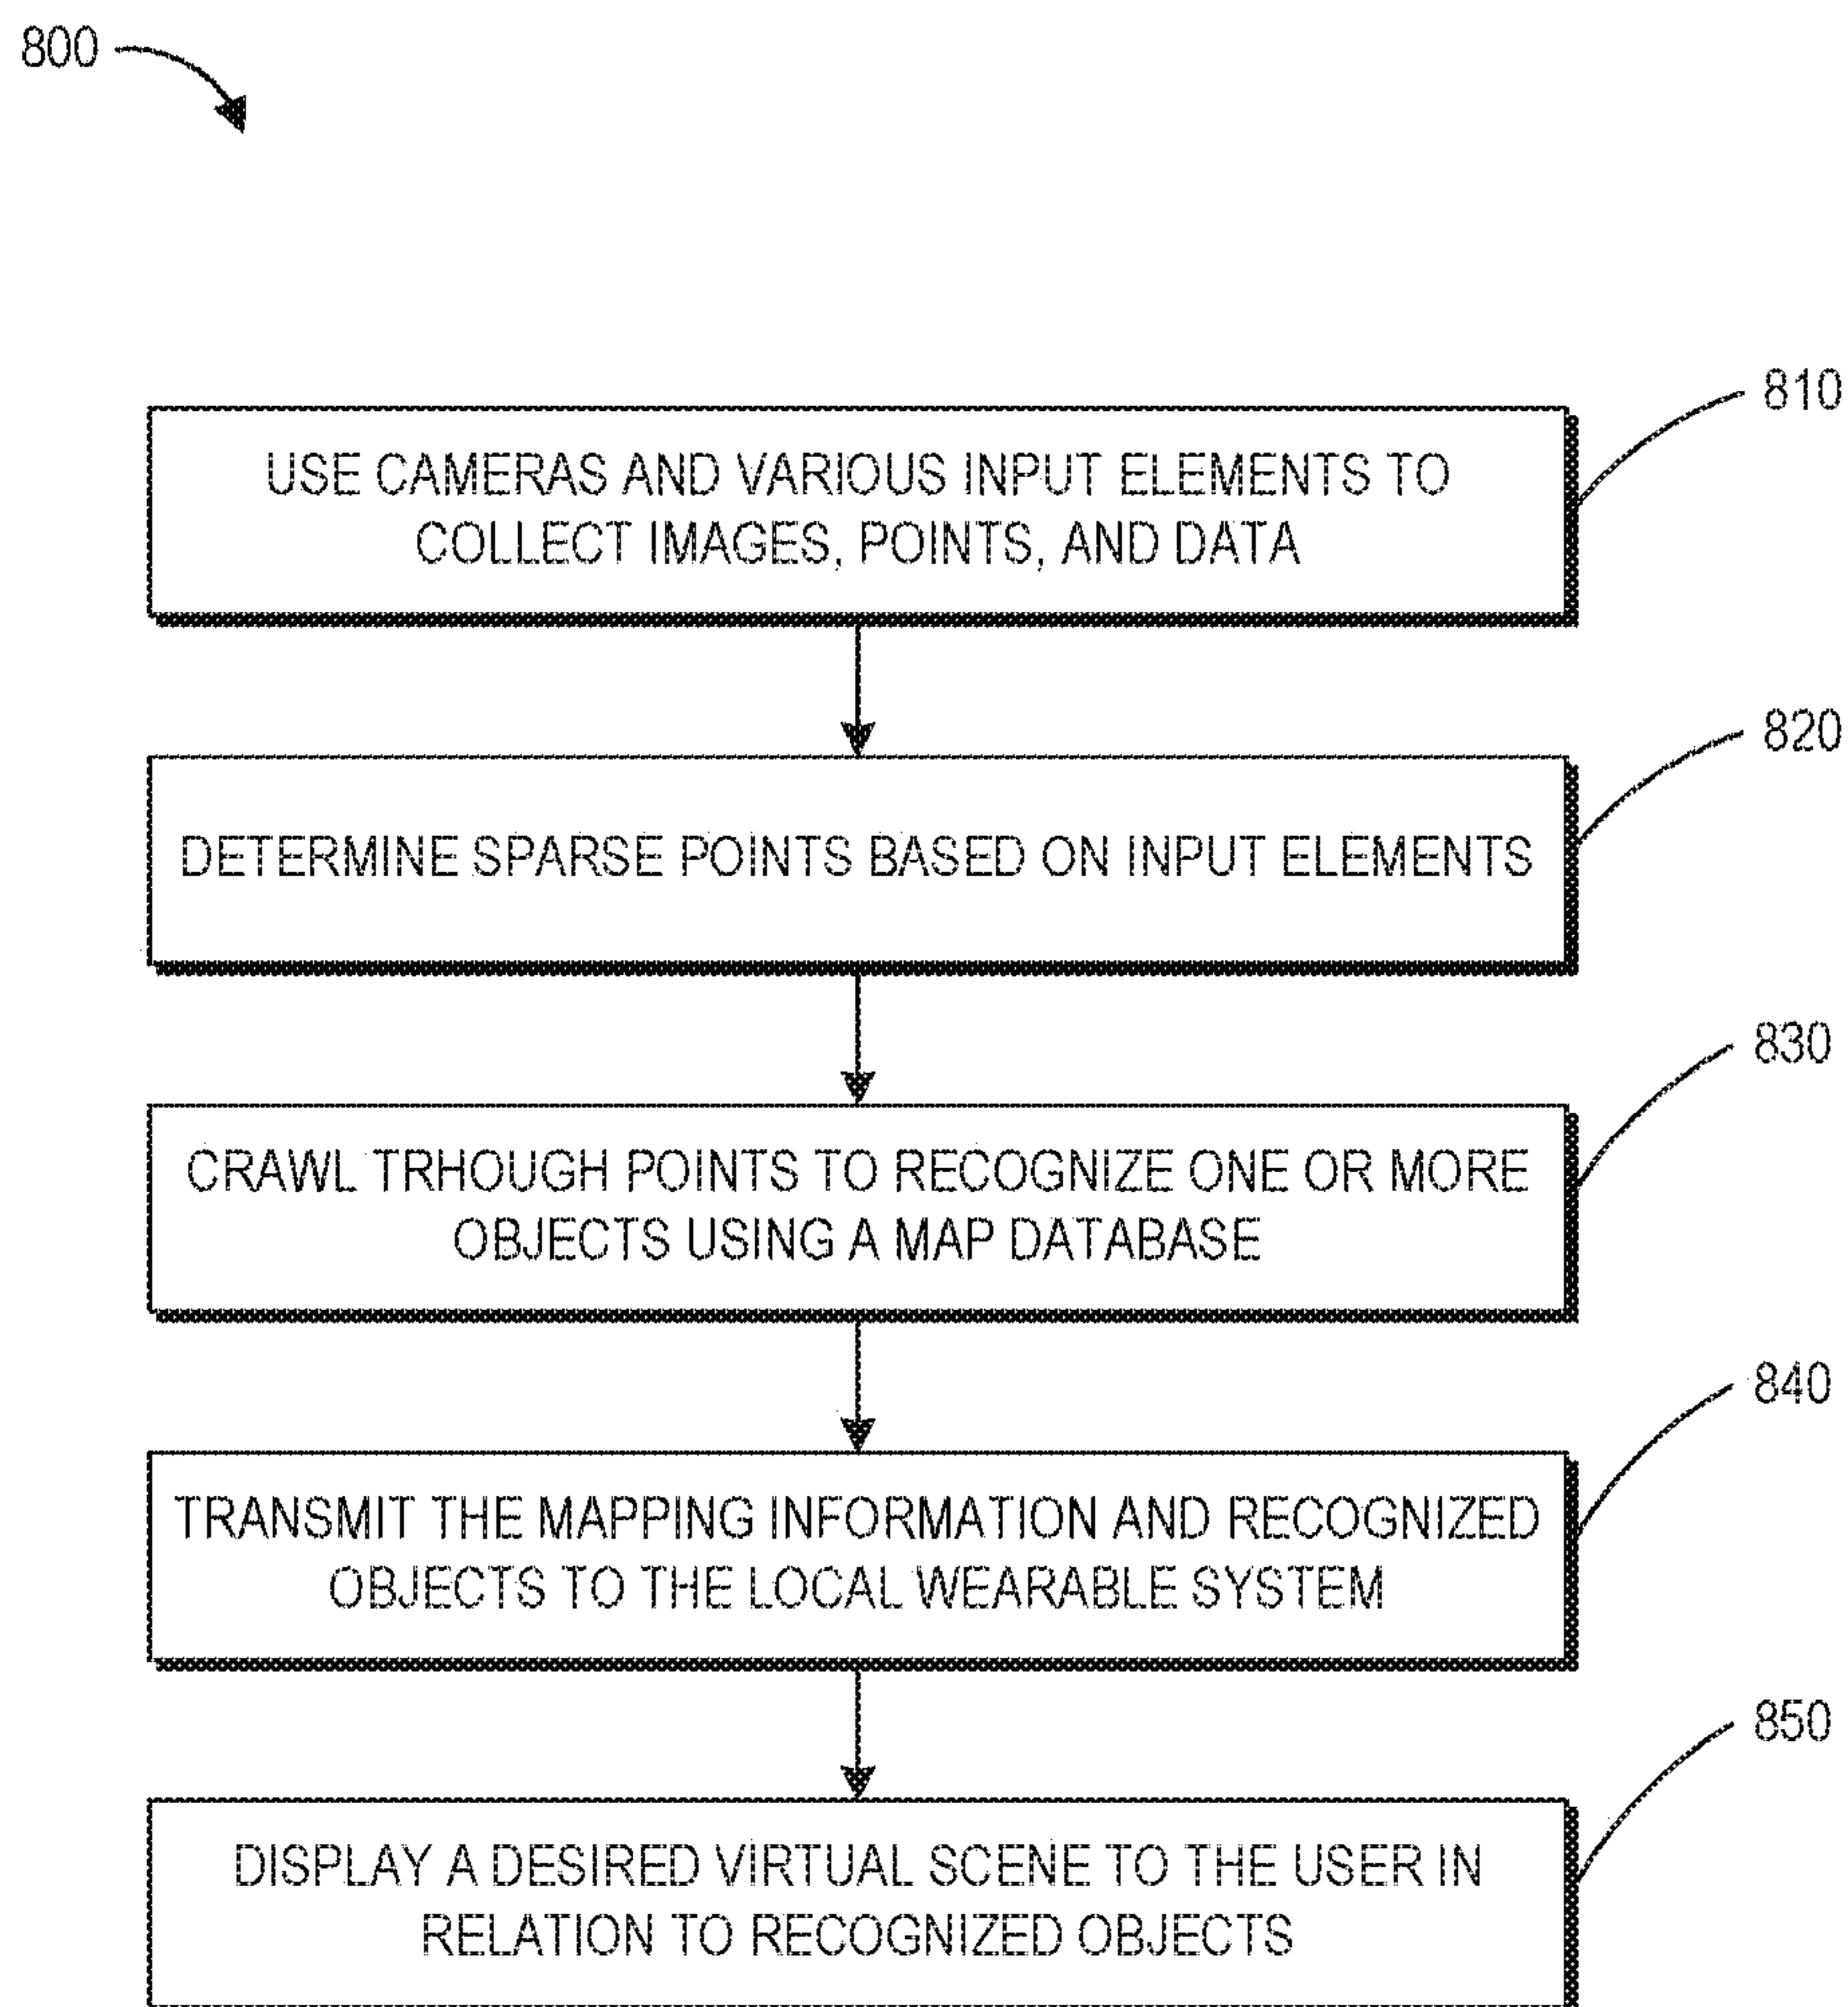 800
810
USE CAMERAS AND VARIOUS INPUT ELEMENTS TO
COLLECT IMAGES, POINTS, AND DATA
820
DETERMINE SPARSE POINTS BASED ON INPUT ELEMENTS
830
CRAWL TRHOUGH POINTS TO RECOGNIZE ONE OR MORE
OBJECTS USING A MAP DATABASE
840
TRANSMIT THE MAPPING INFORMATION AND RECOGNIZED
OBJECTS TO THE LOCAL WEARABLE SYSTEM
850
DISPLAY A DESIRED VIRTUAL SCENE TO THE USER IN
RELATION TO RECOGNIZED OBJECTS